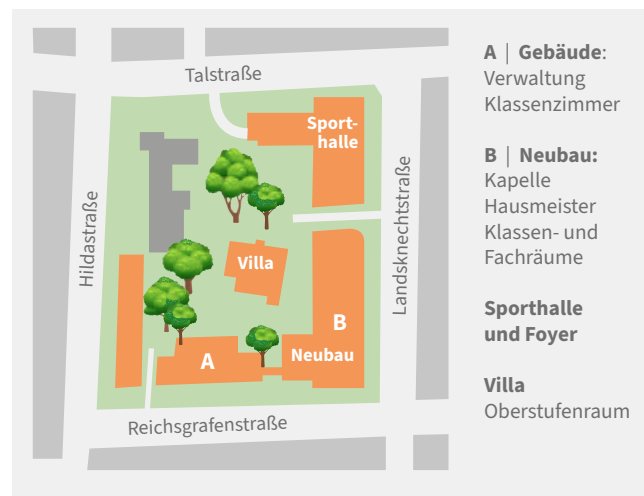 Talstraße
Sport-
halle
Hildastraße
Landsknechtstraße
Villa
B
Neubau
A
Reichsgrafenstraße
A | Gebäude:
Verwaltung
Klassenzimmer
B | Neubau:
Kapelle
Hausmeister
Klassen- und
Fachräume
Sporthalle
und Foyer
Villa
Oberstufenraum